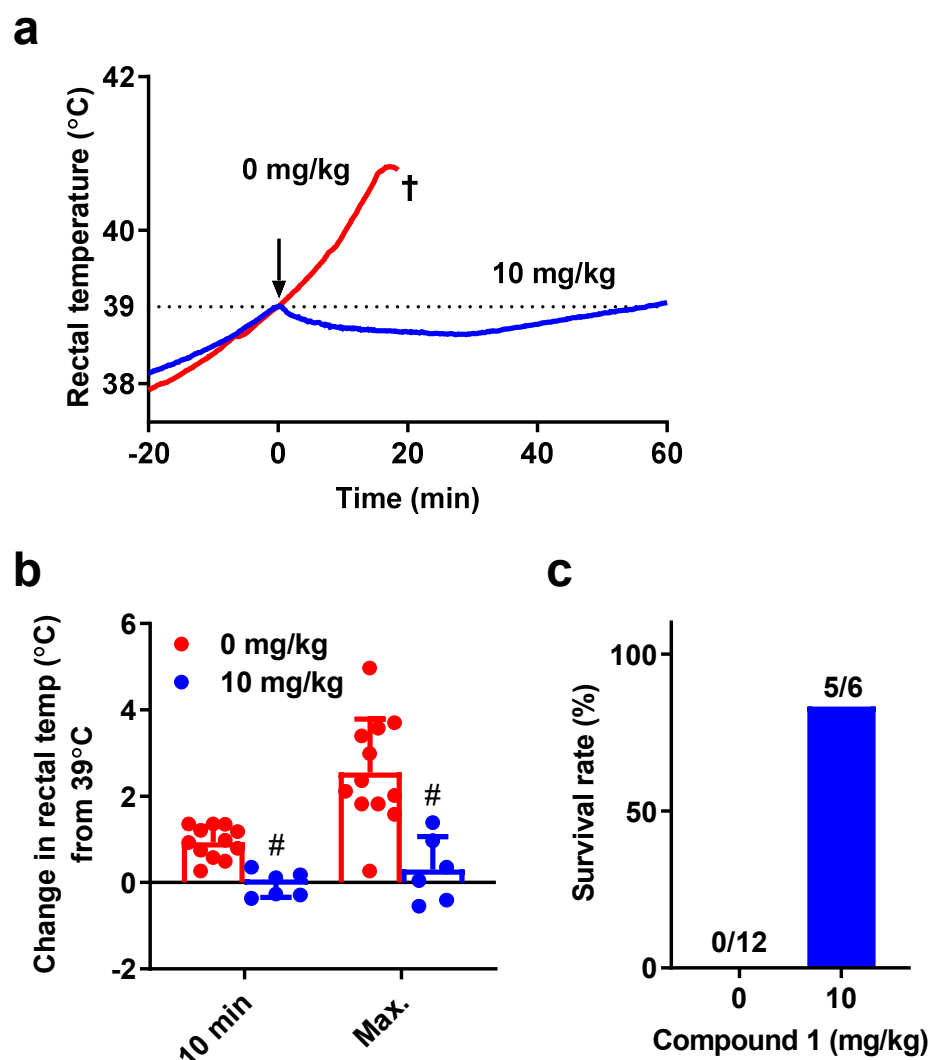 a
42
40
39
38
Rectal temperature (°C)
0 mg/kg
†
10 mg/kg
-20 0 20 40 60
Time (min)
b
6
4
2
0
-2
Change in rectal temp (°C)
from 39°C
0 mg/kg
10 mg/kg
#
#
10 min
Max.
c
100
50
0
Survival rate (%)
0/12
5/6
0 10
Compound 1 (mg/kg)